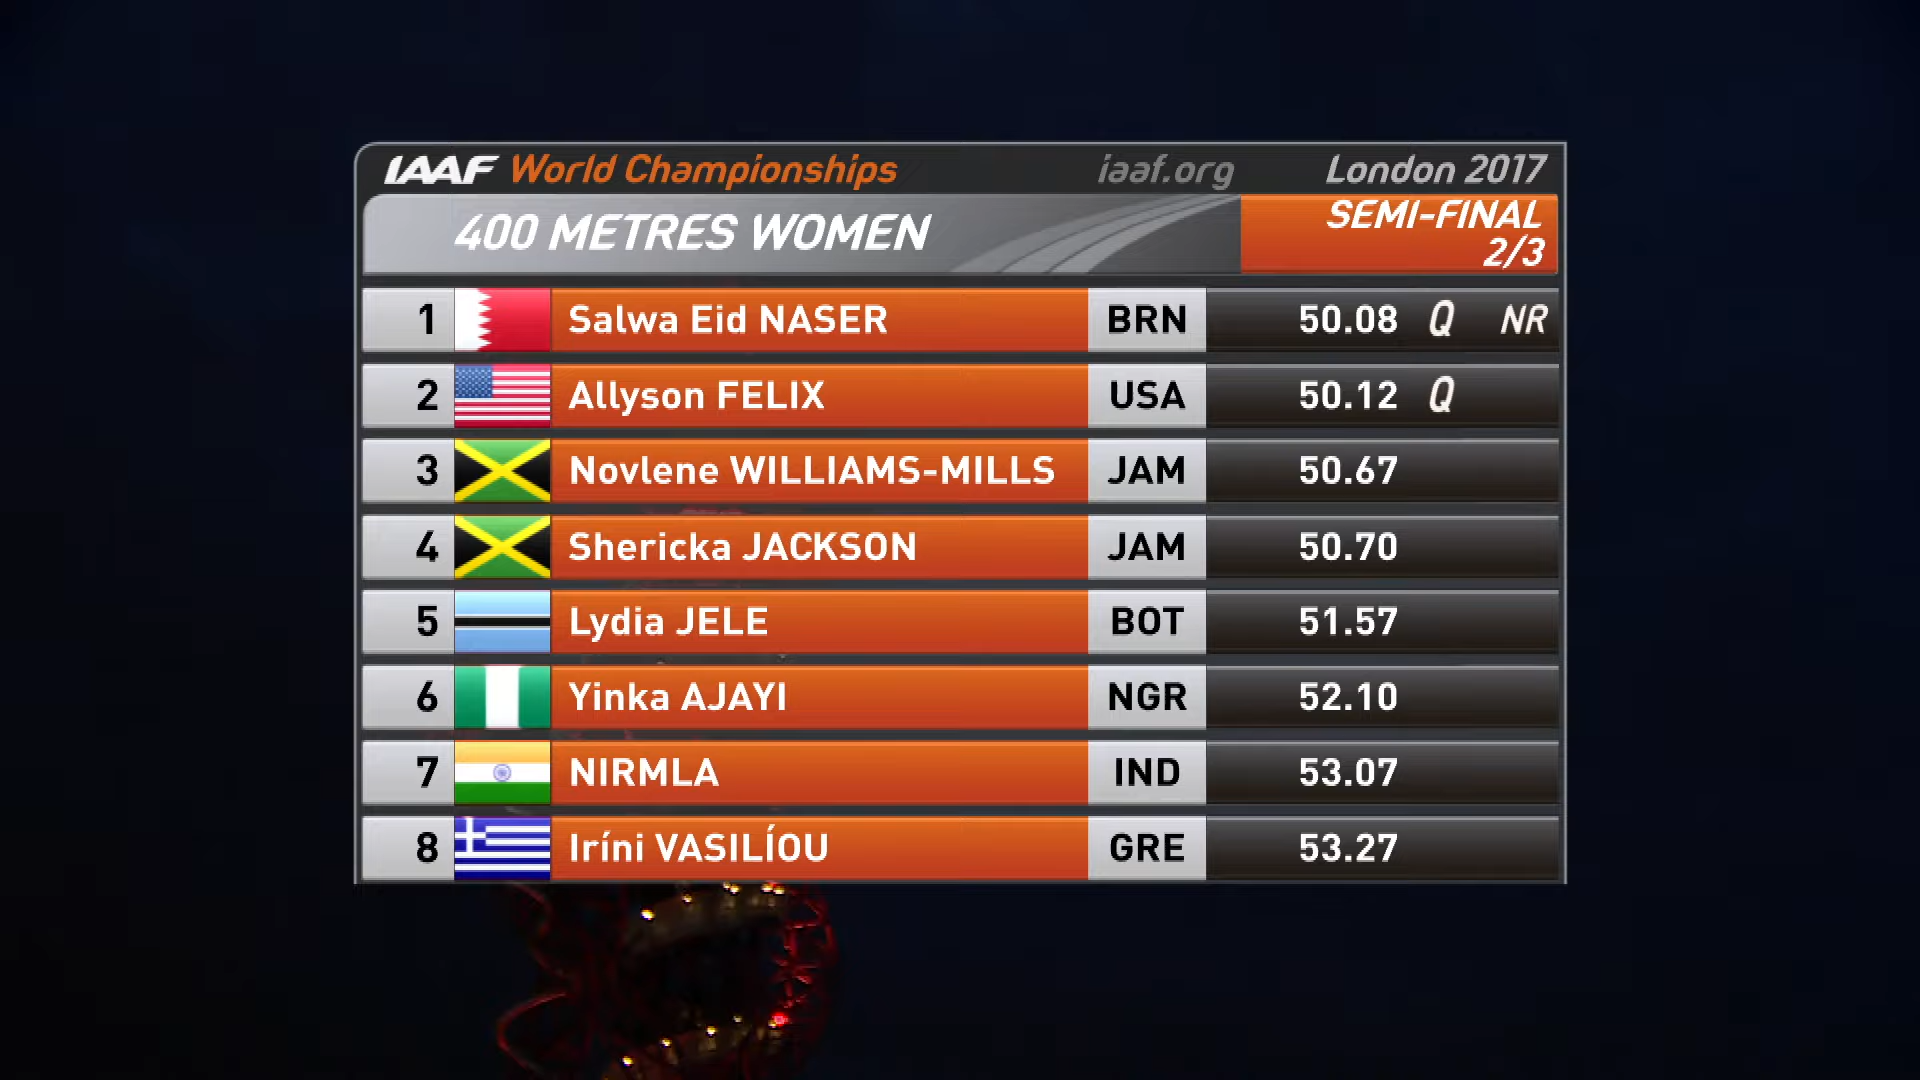 IAAF World Championships iaaf.org London 2017
400 METRES WOMEN SEMI-FINAL
2/3
1 Salwa Eid NASER BRN 50.08 Q NR
2 Allyson FELIX USA 50.12 Q
3 Novlene WILLIAMS-MILLS JAM 50.67
4 Shericka JACKSON JAM 50.70
5 Lydia JELE BOT 51.57
6 Yinka AJAYI NGR 52.10
7 NIRMLA IND 53.07
8 Iríni VASILÍOU GRE 53.27